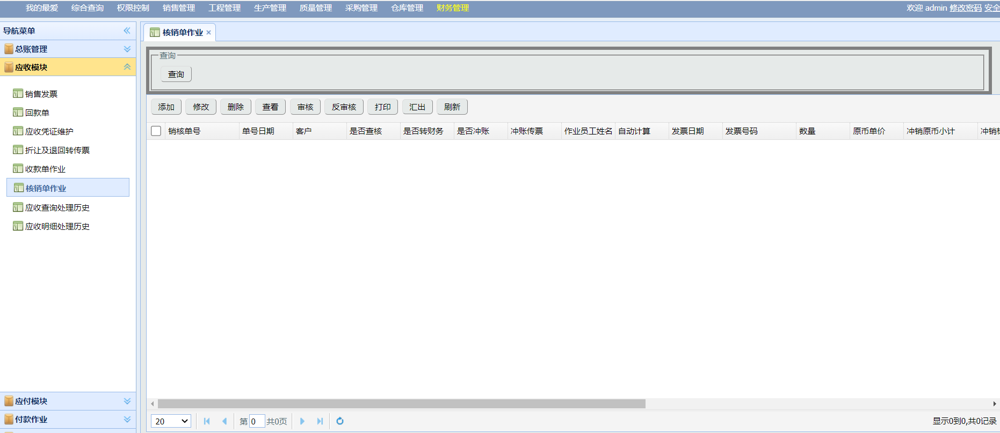 我的最爱 综合查询 权限控制 销售管理 工程管理 生产管理 质量管理 采购管理 仓库管理 财务管理 欢迎 admin 修改密码 安全
导航菜单
总账管理
应收模块
销售发票
回款单
应收凭证维护
折让及退回转传票
收款单作业
核销单作业
应收查询处理历史
应收明细处理历史
应付模块
付款作业
核销单作业
查询
查询
添加 修改 删除 查看 审核 反审核 打印 汇出 刷新
销核单号 单号日期 客户 是否查核 是否转财务 是否冲账 冲账传票 作业员工姓名 自动计算 发票日期 发票号码 数量 原币单价 冲销原币小计 冲销
20 第 0 共0页 显示0到0,共0记录